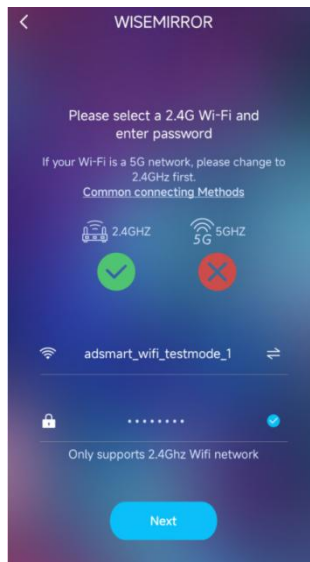 WISEMIRROR
Please select a 2.4G Wi-Fi and
enter password
If your Wi-Fi is a 5G network, please change to
2.4GHz first.
Common connecting Methods
2.4GHZ
5G 5GHZ
adsmart_wifi_testmode_1
Only supports 2.4Ghz Wifi network
Next